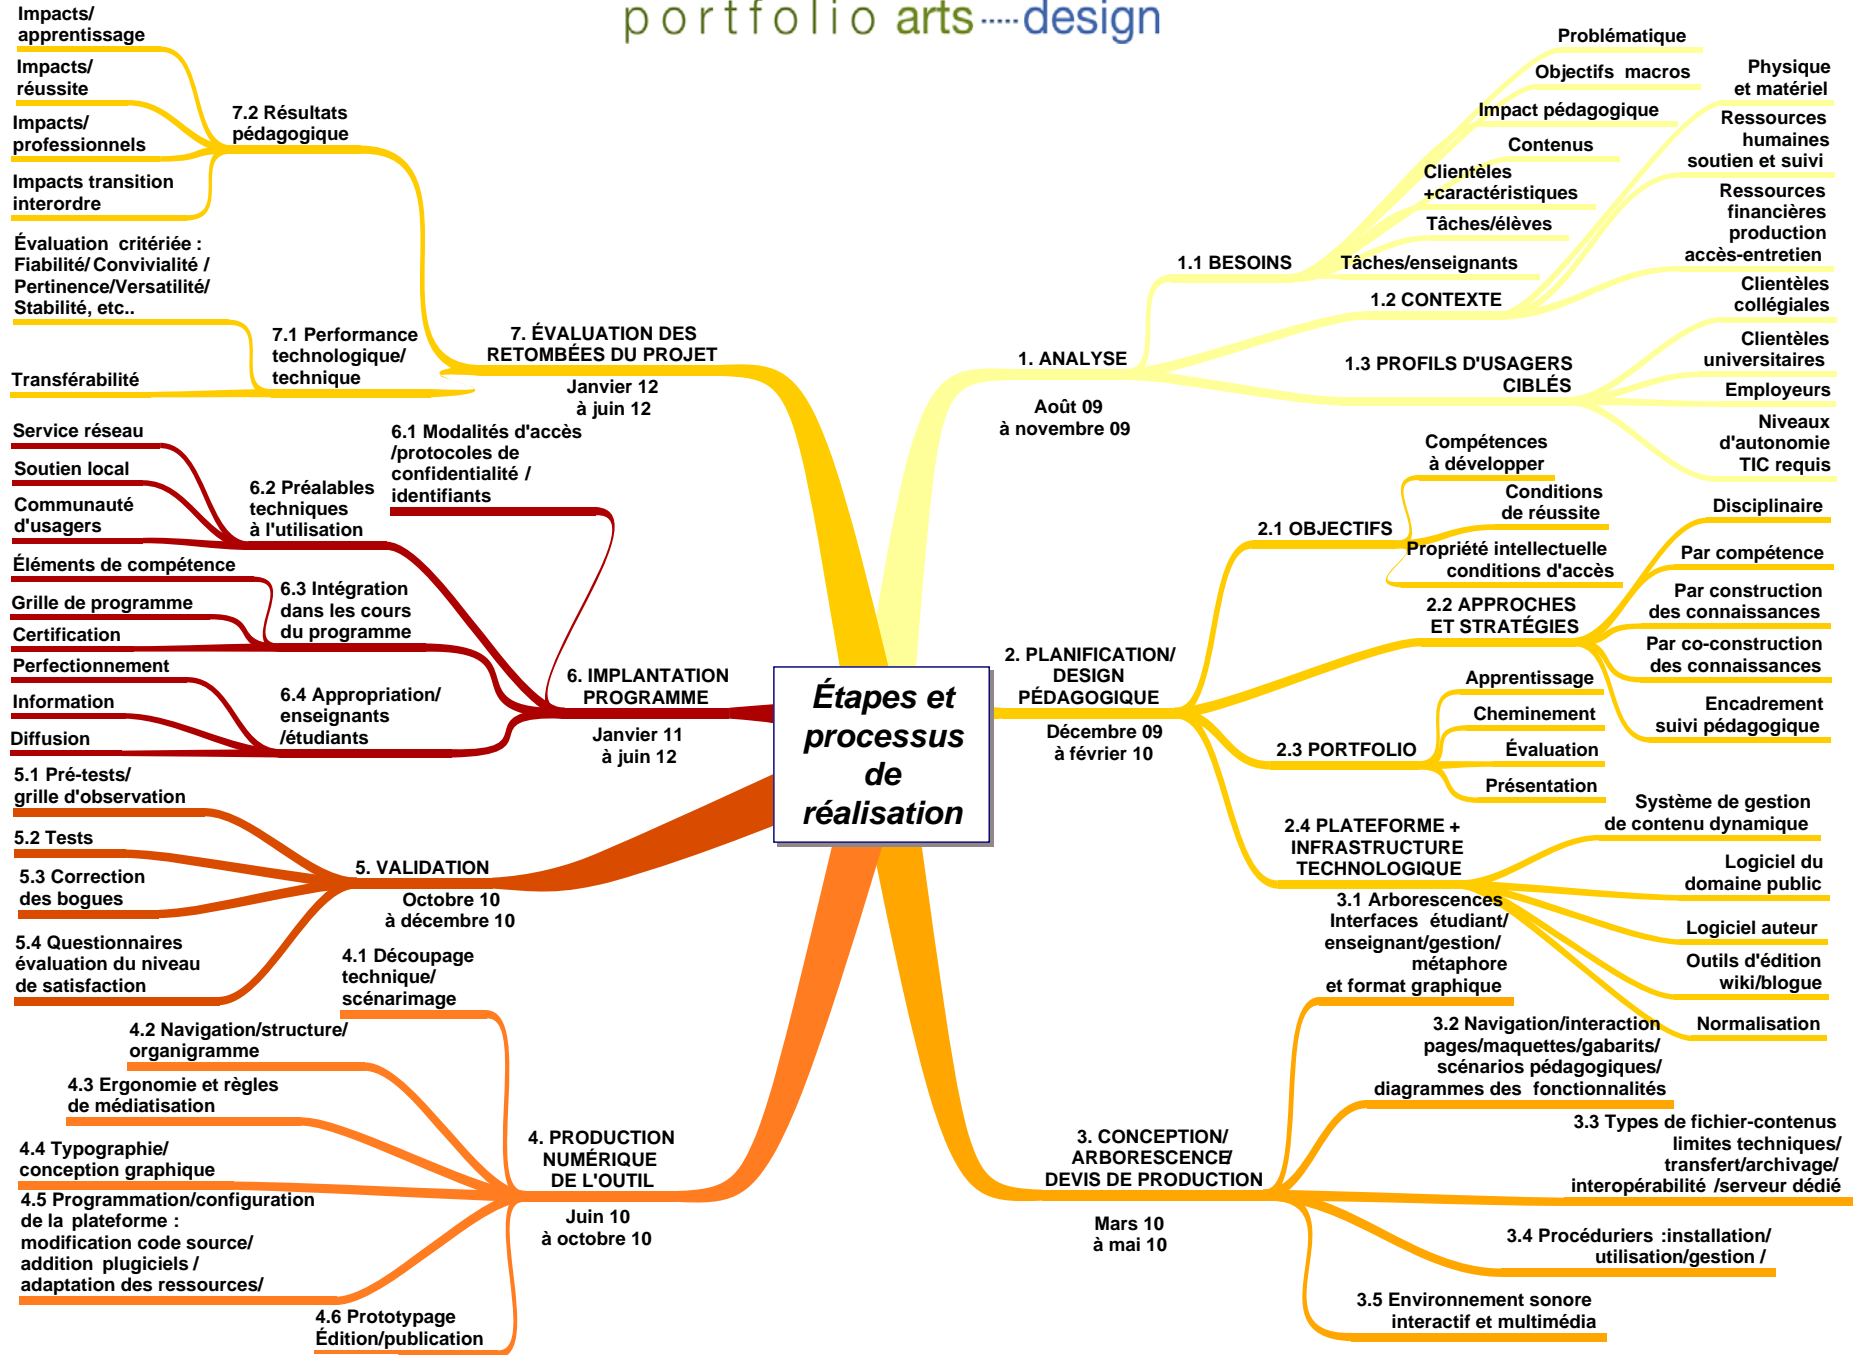 portfolio arts·····design
Étapes et
processus
de
réalisation
1. ANALYSE
Août 09
à novembre 09
1.1 BESOINS
Problématique
Objectifs macros
Impact pédagogique
Contenus
Clientèles
+caractéristiques
Tâches/élèves
Tâches/enseignants
1.2 CONTEXTE
Physique
et matériel
Ressources
humaines
soutien et suivi
Ressources
financières
production
accès-entretien
1.3 PROFILS D'USAGERS
CIBLÉS
Clientèles
collégiales
Clientèles
universitaires
Employeurs
Niveaux
d'autonomie
TIC requis
2. PLANIFICATION/
DESIGN
PÉDAGOGIQUE
Décembre 09
à février 10
2.1 OBJECTIFS
Compétences
à développer
Conditions
de réussite
Propriété intellectuelle
conditions d'accès
2.2 APPROCHES
ET STRATÉGIES
Disciplinaire
Par compétence
Par construction
des connaissances
Par co-construction
des connaissances
Encadrement
suivi pédagogique
2.3 PORTFOLIO
Apprentissage
Cheminement
Évaluation
Présentation
2.4 PLATEFORME +
INFRASTRUCTURE
TECHNOLOGIQUE
Système de gestion
de contenu dynamique
Logiciel du
domaine public
Logiciel auteur
Outils d'édition
wiki/blogue
Normalisation
3. CONCEPTION/
ARBORESCENCE/
DEVIS DE PRODUCTION
Mars 10
à mai 10
3.1 Arborescences
Interfaces étudiant/
enseignant/gestion/
métaphore
et format graphique
3.2 Navigation/interaction
pages/maquettes/gabarits/
scénarios pédagogiques/
diagrammes des fonctionnalités
3.3 Types de fichier-contenus
limites techniques/
transfert/archivage/
interopérabilité /serveur dédié
3.4 Procéduriers :installation/
utilisation/gestion /
3.5 Environnement sonore
interactif et multimédia
4. PRODUCTION
NUMÉRIQUE
DE L'OUTIL
Juin 10
à octobre 10
4.1 Découpage
technique/
scénarimage
4.2 Navigation/structure/
organigramme
4.3 Ergonomie et règles
de médiatisation
4.4 Typographie/
conception graphique
4.5 Programmation/configuration
de la plateforme :
modification code source/
addition plugiciels /
adaptation des ressources/
4.6 Prototypage
Édition/publication
5. VALIDATION
Octobre 10
à décembre 10
5.1 Pré-tests/
grille d'observation
5.2 Tests
5.3 Correction
des bogues
5.4 Questionnaires
évaluation du niveau
de satisfaction
6. IMPLANTATION
PROGRAMME
Janvier 11
à juin 12
6.1 Modalités d'accès
/protocoles de
confidentialité /
identifiants
6.2 Préalables
techniques
à l'utilisation
Service réseau
Soutien local
Communauté
d'usagers
6.3 Intégration
dans les cours
du programme
Éléments de compétence
Grille de programme
Certification
6.4 Appropriation/
enseignants
/étudiants
Perfectionnement
Information
Diffusion
7. ÉVALUATION DES
RETOMBÉES DU PROJET
Janvier 12
à juin 12
7.1 Performance
technologique/
technique
Évaluation critériée :
Fiabilité/ Convivialité /
Pertinence/Versatilité/
Stabilité, etc..
Transférabilité
7.2 Résultats
pédagogique
Impacts/
apprentissage
Impacts/
réussite
Impacts/
professionnels
Impacts transition
interordre